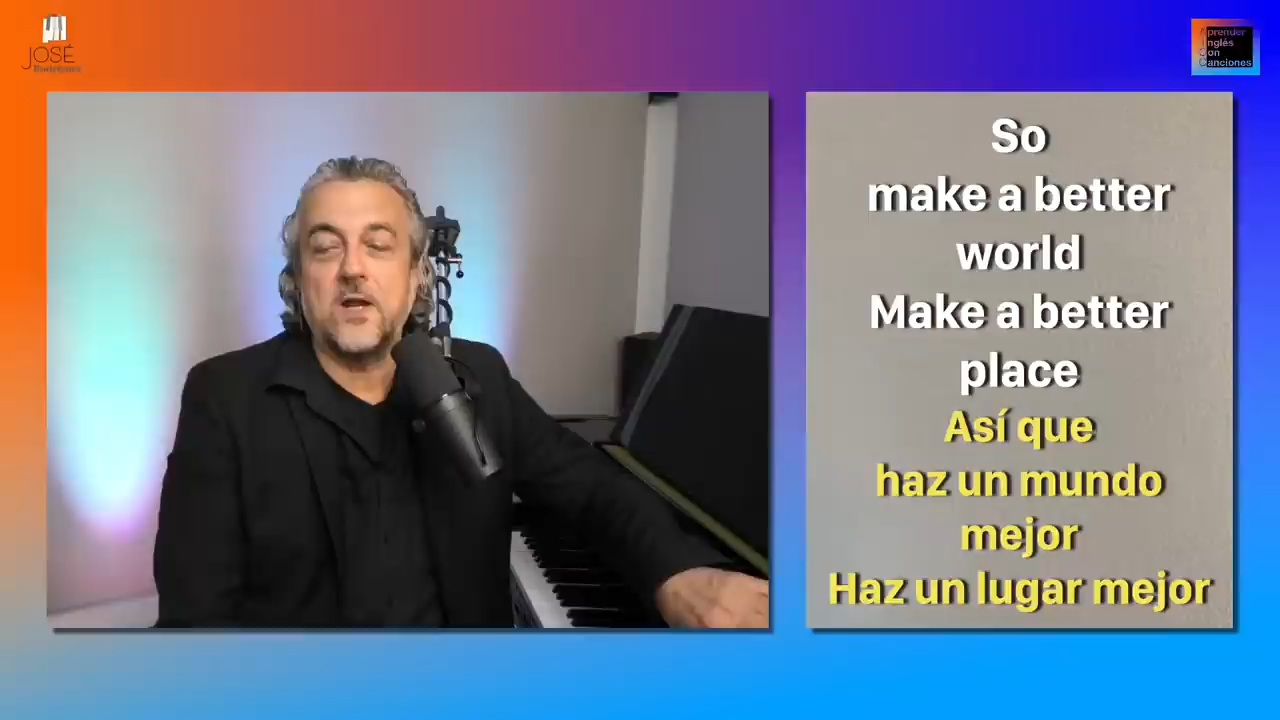 JOSÉ
Rodríguez
Aprender
Inglés
Con
Canciones
So
make a better
world
Make a better
place
Así que
haz un mundo
mejor
Haz un lugar mejor